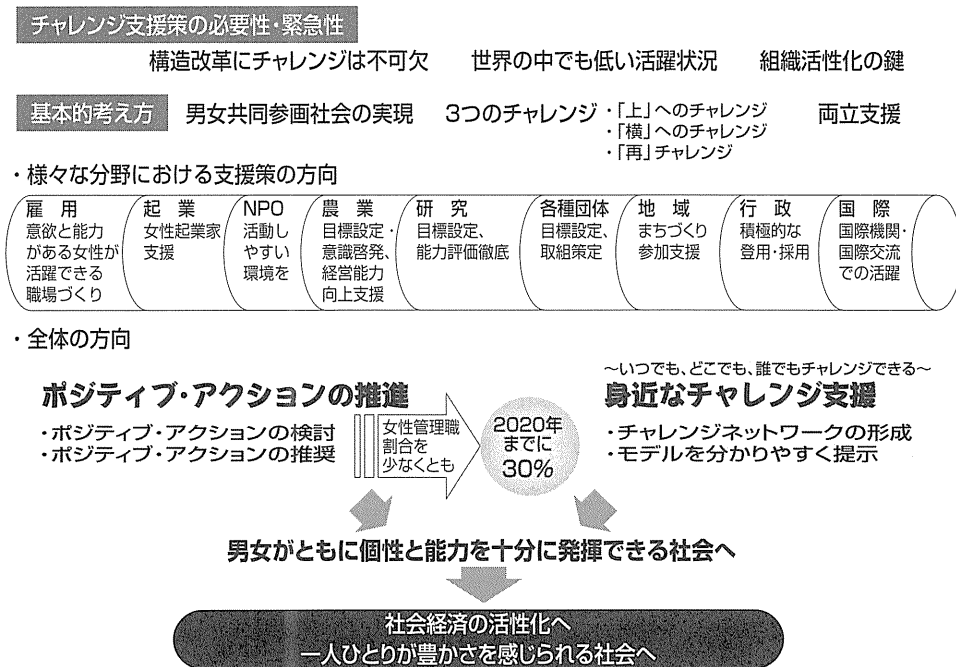 チャレンジ支援策の必要性・緊急性
構造改革にチャレンジは不可欠 世界の中でも低い活躍状況 組織活性化の鍵
基本的考え方 男女共同参画社会の実現 3つのチャレンジ ・「上」へのチャレンジ 両立支援
・「横」へのチャレンジ
・「再」チャレンジ
・様々な分野における支援策の方向
雇用
意欲と能力
がある女性が
活躍できる
職場づくり
起業
女性起業家
支援
NPO
活動し
やすい
環境を
農業
目標設定・
意識啓発、
経営能力
向上支援
研究
目標設定、
能力評価徹底
各種団体
目標設定、
取組策定
地域
まちづくり
参加支援
行政
積極的な
登用・採用
国際
国際機関・
国際交流
での活躍
・全体の方向
ポジティブ・アクションの推進
・ポジティブ・アクションの検討
・ポジティブ・アクションの推奨
女性管理職
割合を
少なくとも
2020年
までに
30%
～いつでも、どこでも、誰でもチャレンジできる～
身近なチャレンジ支援
・チャレンジネットワークの形成
・モデルを分かりやすく提示
男女がともに個性と能力を十分に発揮できる社会へ
社会経済の活性化へ
一人ひとりが豊かさを感じられる社会へ